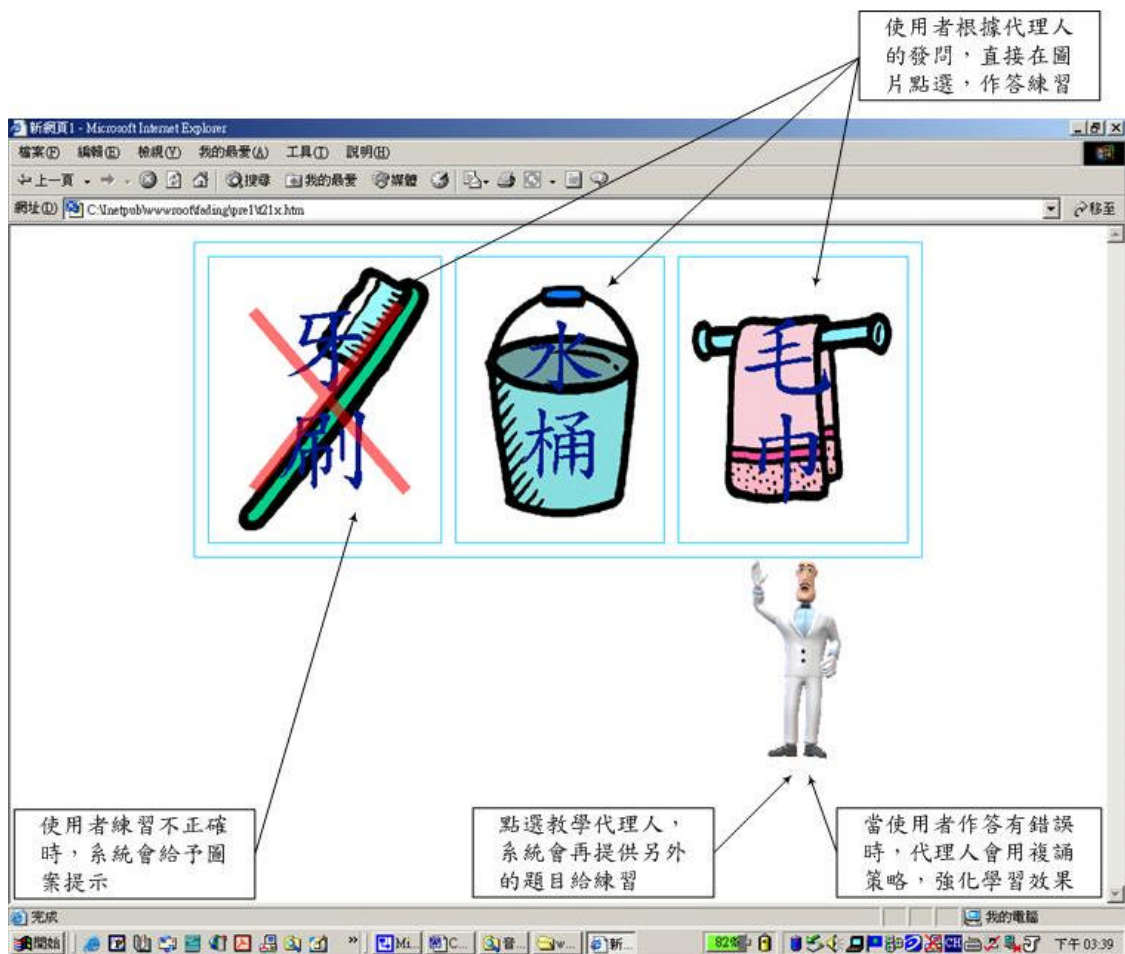 使用者根據代理人
的發問，直接在圖
片點選，作答練習
新網頁1 - Microsoft Internet Explorer
檔案(F) 編輯(E) 檢視(V) 我的最愛(A) 工具(T) 說明(H)
上一頁 搜尋 我的最愛 媒體
網址(D) C:\Inetpub\wwwroot\fading\pre1\t21x.htm 移至
牙刷
水桶
毛巾
使用者練習不正確
時，系統會給予圖
案提示
點選教學代理人，
系統會再提供另外
的題目給練習
當使用者作答有錯誤
時，代理人會用複誦
策略，強化學習效果
完成 我的電腦
開始 Mi... C... 音... w... 新... 82% CH 下午 03:39